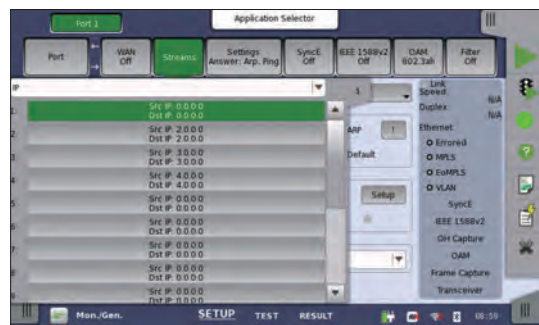 Port 1
Application Selector
Port
WAN Off
Streams
Settings Answer: Arp, Ping
SyncE Off
IEEE 1588v2 Off
OAM 802.3ah
Filter Off
IP
1
Link
Speed
N/A
Duplex
N/A
1:
Src IP: 0.0.0.0
Dst IP: 0.0.0.0
2:
Src IP: 2.0.0.0
Dst IP: 2.0.0.0
ARP
!
Default
Ethernet
Errored
MPLS
EoMPLS
VLAN
3:
Src IP: 3.0.0.0
Dst IP: 3.0.0.0
4:
Src IP: 4.0.0.0
Dst IP: 4.0.0.0
Setup
5:
Src IP: 0.0.0.0
Dst IP: 0.0.0.0
SyncE
6:
Src IP: 0.0.0.0
Dst IP: 0.0.0.0
IEEE 1588v2
OH Capture
7:
Src IP: 0.0.0.0
Dst IP: 0.0.0.0
OAM
Src IP: 0.0.0.0
Dst IP: 0.0.0.0
Frame Capture
Src IP: 0.0.0.0
Dst IP: 0.0.0.0
Transceiver
Mon./Gen.
SETUP
TEST
RESULT
08:59